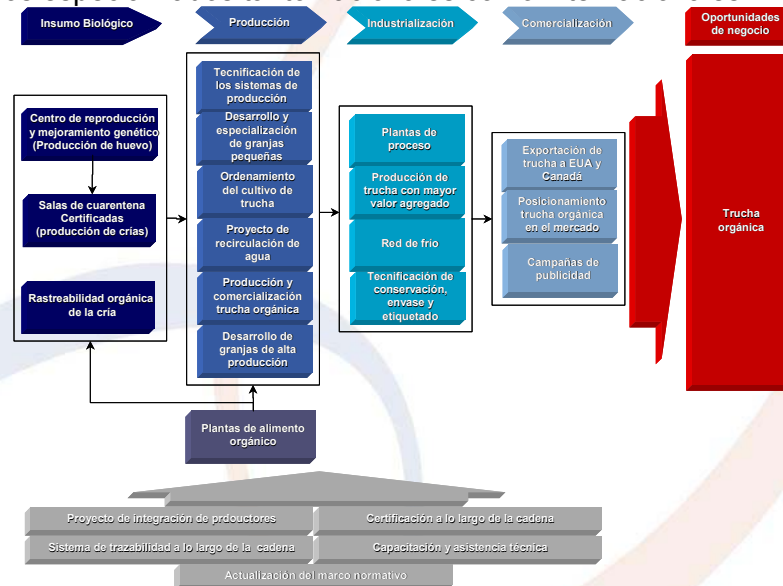 Insumo Biológico
Producción
Industrialización
Comercialización
Oportunidades
de negocio
Centro de reproducción
y mejoramiento genético
(Producción de huevo)
Salas de cuarentena
Certificadas
(producción de crías)
Rastreabilidad orgánica
de la cría
Tecnificación de
los sistemas de
producción
Desarrollo y
especialización
de granjas
pequeñas
Ordenamiento
del cultivo de
trucha
Proyecto de
recirculación de
agua
Producción y
comercialización
trucha orgánica
Desarrollo de
granjas de alta
producción
Plantas de
proceso
Producción de
trucha con mayor
valor agregado
Red de frío
Tecnificación de
conservación,
envase y
etiquetado
Exportación de
trucha a EUA y
Canadá
Posicionamiento
trucha orgánica
en el mercado
Campañas de
publicidad
Trucha
orgánica
Plantas de alimento
orgánico
Proyecto de integración de prdouctores
Certificación a lo largo de la cadena
Sistema de trazabilidad a lo largo de la cadena
Capacitación y asistencia técnica
Actualización del marco normativo